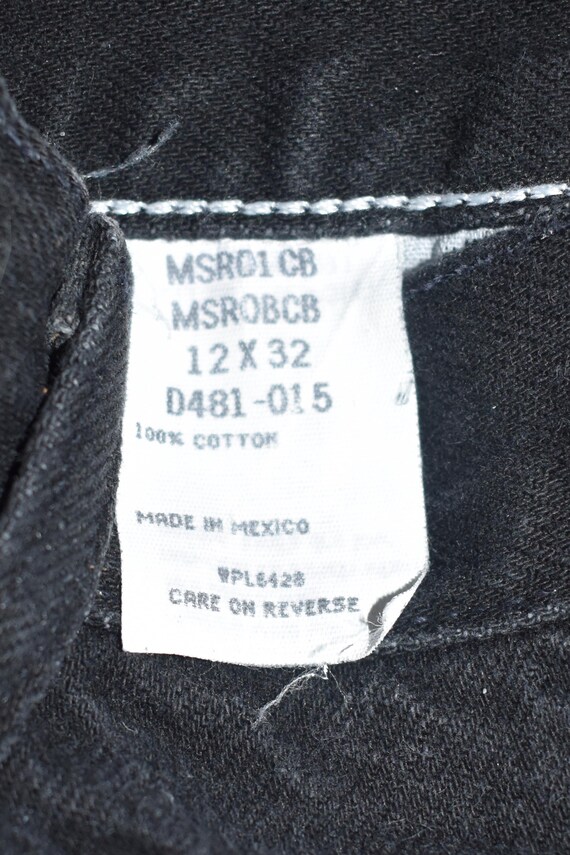 MSR01CB
MSR0BCB
12 X 32
D481-015
100% COTTON
MADE IN MEXICO
WPL6428
CARE ON REVERSE